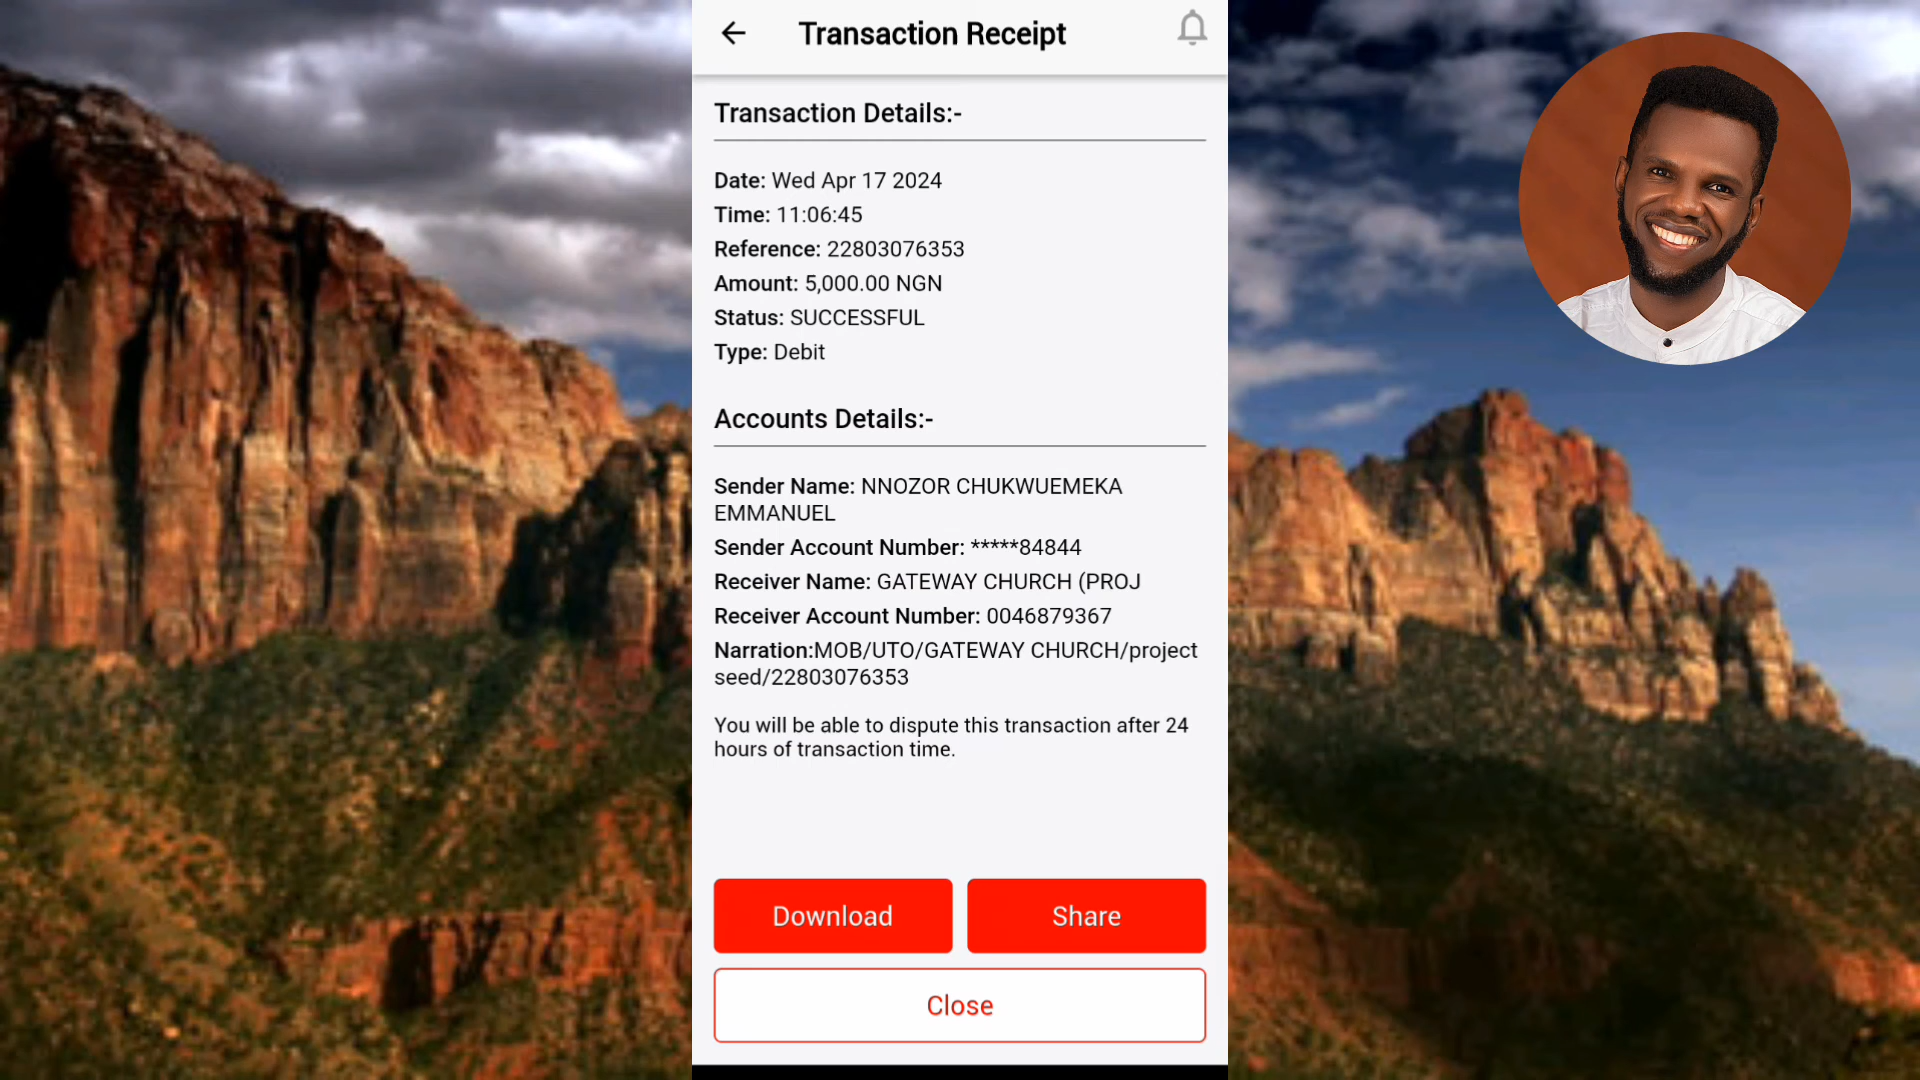 Transaction Receipt
Transaction Details:-
Date: Wed Apr 17 2024
Time: 11:06:45
Reference: 22803076353
Amount: 5,000.00 NGN
Status: SUCCESSFUL
Type: Debit
Accounts Details:-
Sender Name: NNOZOR CHUKWUEMEKA
EMMANUEL
Sender Account Number: *****84844
Receiver Name: GATEWAY CHURCH (PROJ
Receiver Account Number: 0046879367
Narration:MOB/UTO/GATEWAY CHURCH/project
seed/22803076353
You will be able to dispute this transaction after 24
hours of transaction time.
Download
Share
Close